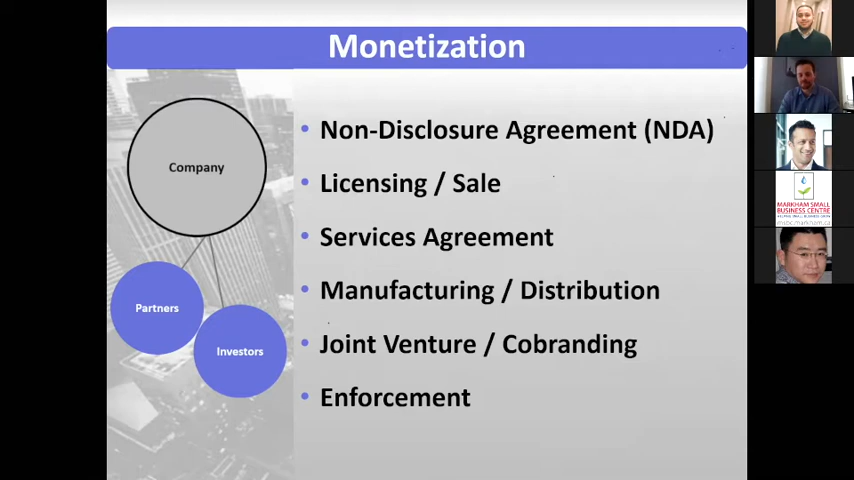 Monetization
Company
Partners
Investors
• Non-Disclosure Agreement (NDA)
• Licensing / Sale
• Services Agreement
• Manufacturing / Distribution
• Joint Venture / Cobranding
• Enforcement
MARKHAM SMALL
BUSINESS CENTRE